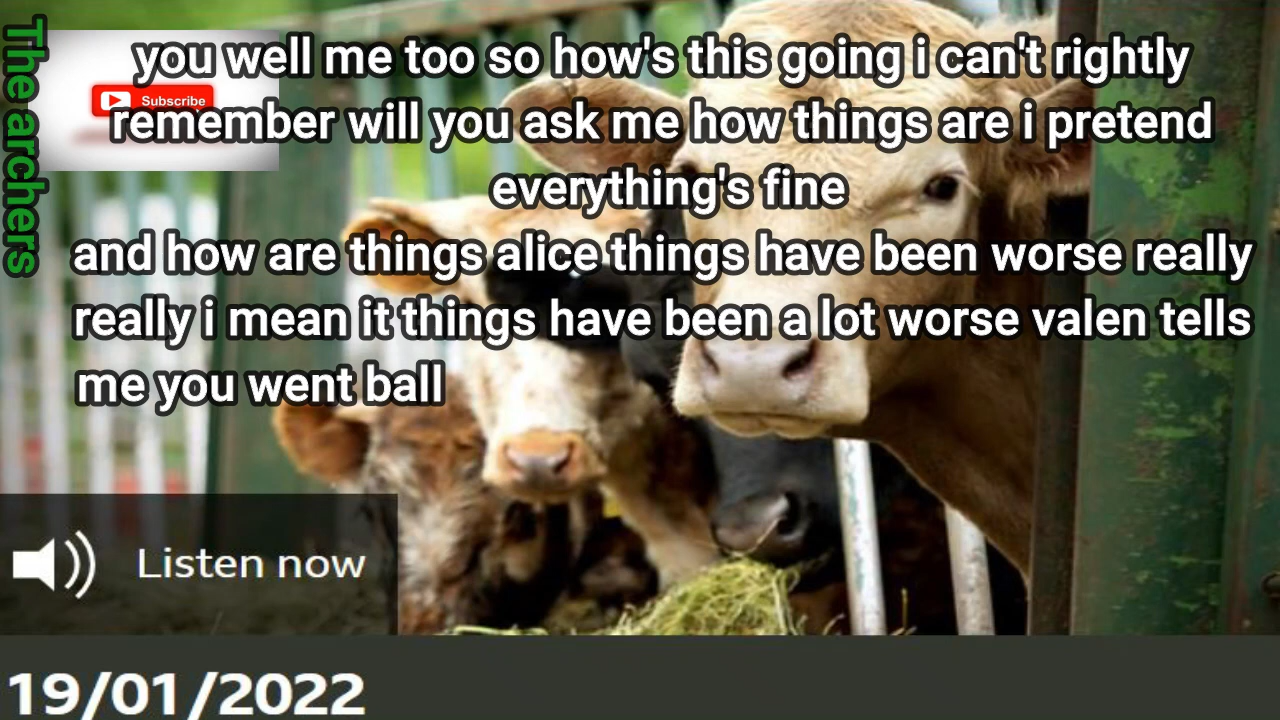 The archers
Subscribe
you well me too so how's this going i can't rightly
remember will you ask me how things are i pretend
everything's fine
and how are things alice things have been worse really
really i mean it things have been a lot worse valen tells
me you went ball
Listen now
19/01/2022